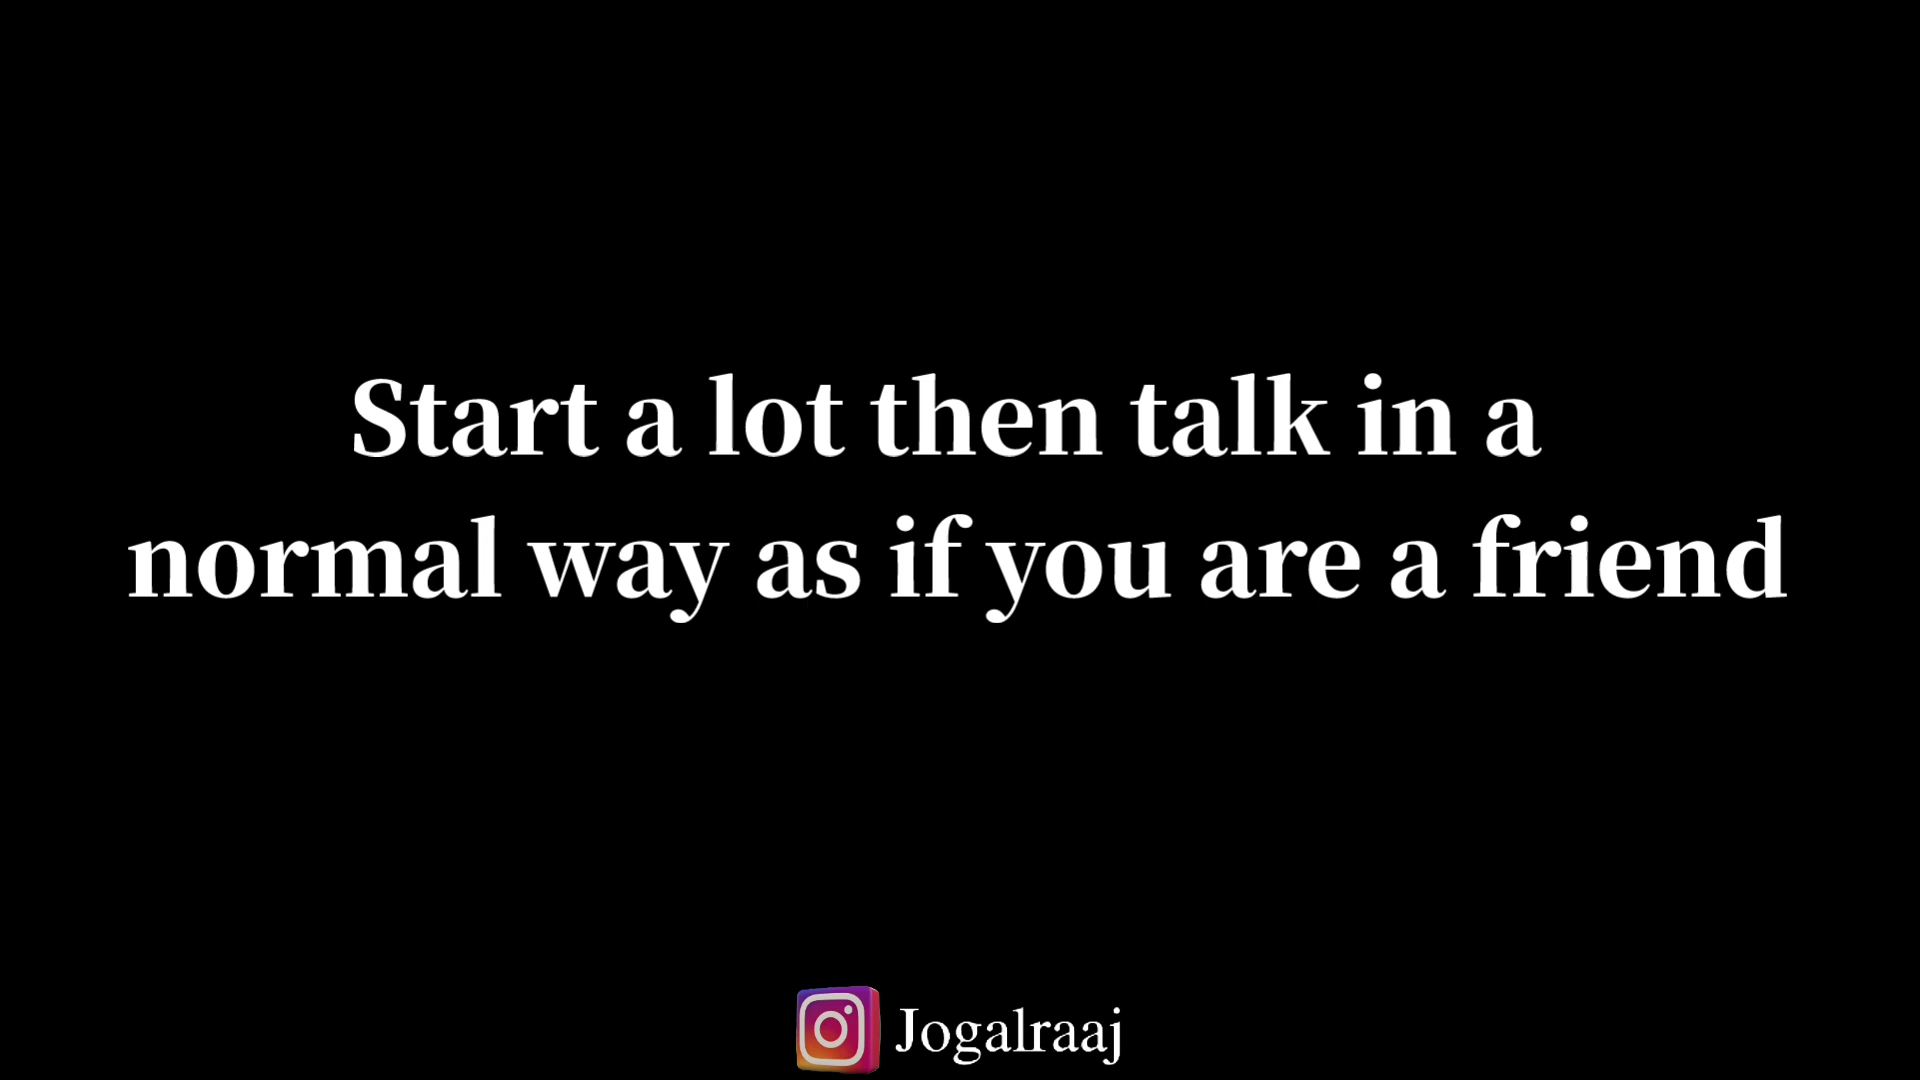 Start a lot then talk in a
normal way as if you are a friend
Jogalraaj